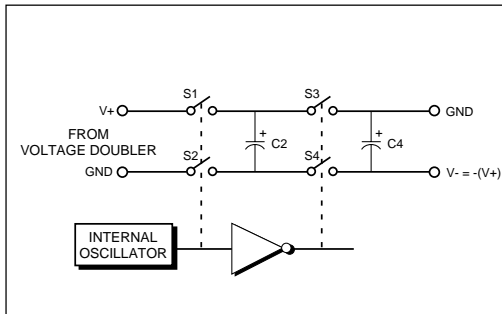 S1
S3
V+
GND
+
C2
+
C4
FROM
VOLTAGE DOUBLER
S2
S4
GND
V- = -(V+)
INTERNAL
OSCILLATOR